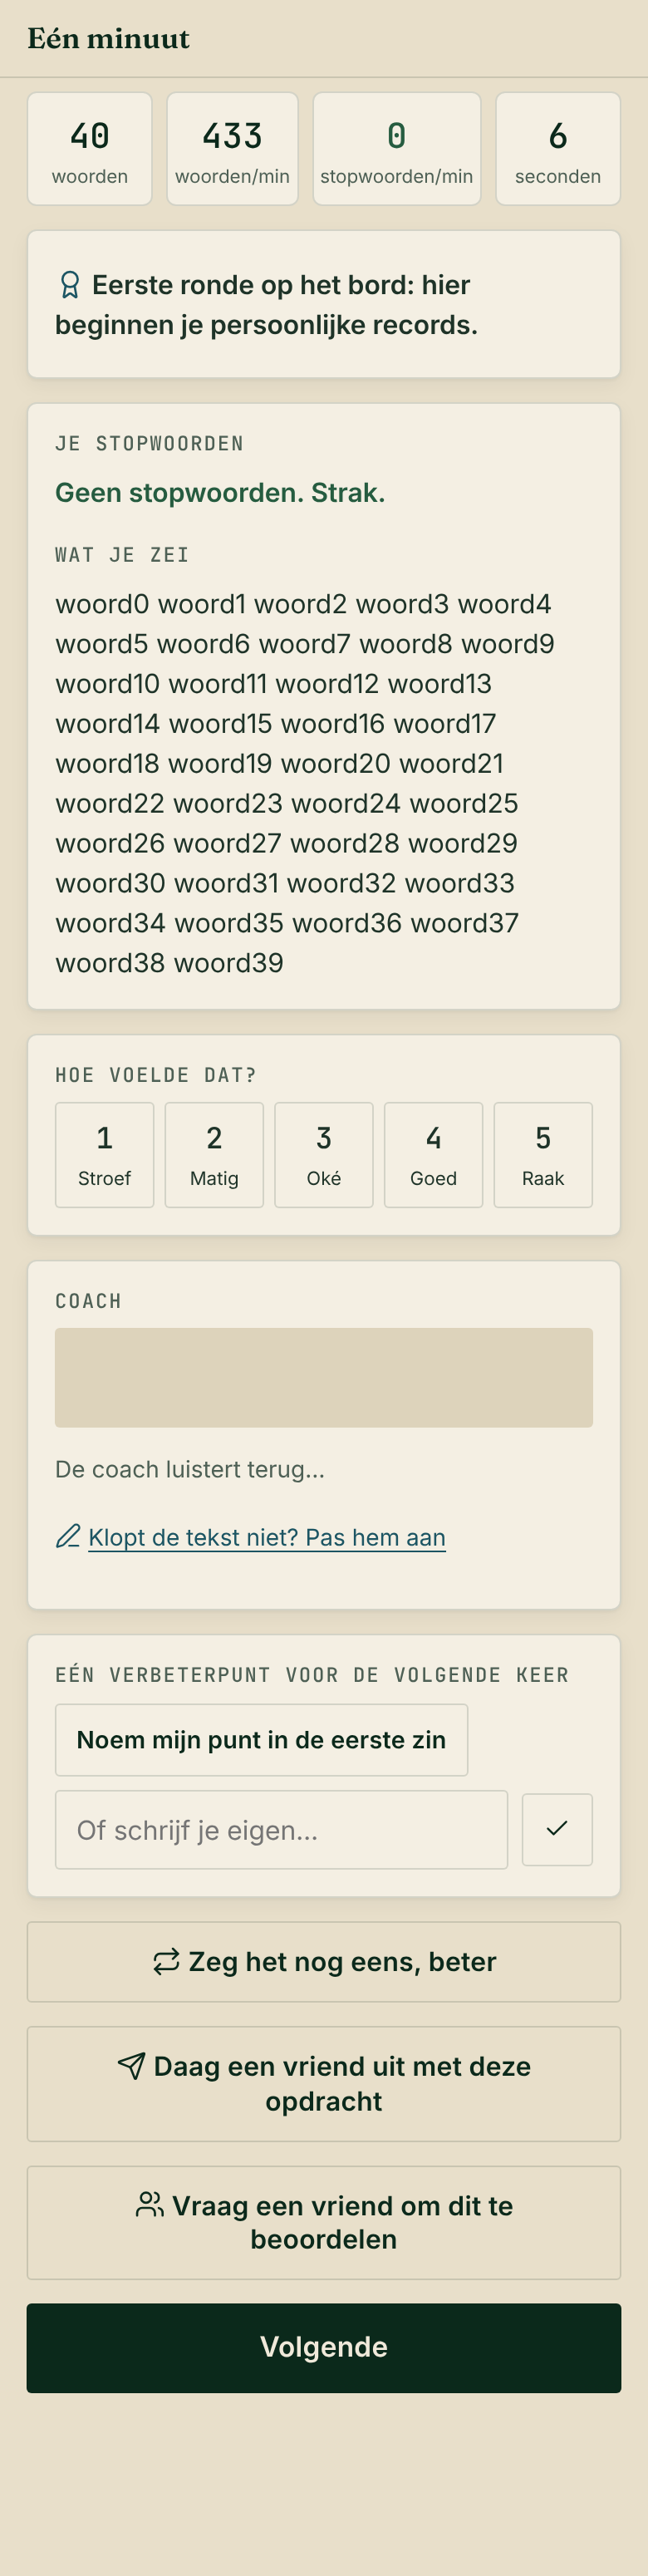 Eén minuut
40
woorden
433
woorden/min
0
stopwoorden/min
6
seconden
Eerste ronde op het bord: hier
beginnen je persoonlijke records.
JE STOPWOORDEN
Geen stopwoorden. Strak.
WAT JE ZEI
woord0 woord1 woord2 woord3 woord4
woord5 woord6 woord7 woord8 woord9
woord10 woord11 woord12 woord13
woord14 woord15 woord16 woord17
woord18 woord19 woord20 woord21
woord22 woord23 woord24 woord25
woord26 woord27 woord28 woord29
woord30 woord31 woord32 woord33
woord34 woord35 woord36 woord37
woord38 woord39
HOE VOELDE DAT?
1
Stroef
2
Matig
3
Oké
4
Goed
5
Raak
COACH
De coach luistert terug...
Klopt de tekst niet? Pas hem aan
EÉN VERBETERPUNT VOOR DE VOLGENDE KEER
Noem mijn punt in de eerste zin
Of schrijf je eigen...
Zeg het nog eens, beter
Daag een vriend uit met deze
opdracht
Vraag een vriend om dit te
beoordelen
Volgende